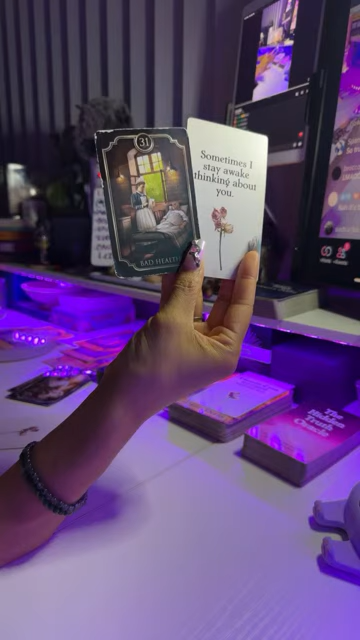 31
BAD HEALTH
Sometimes I
stay awake
thinking about
you.
The
Hidden
Truth
Oracle